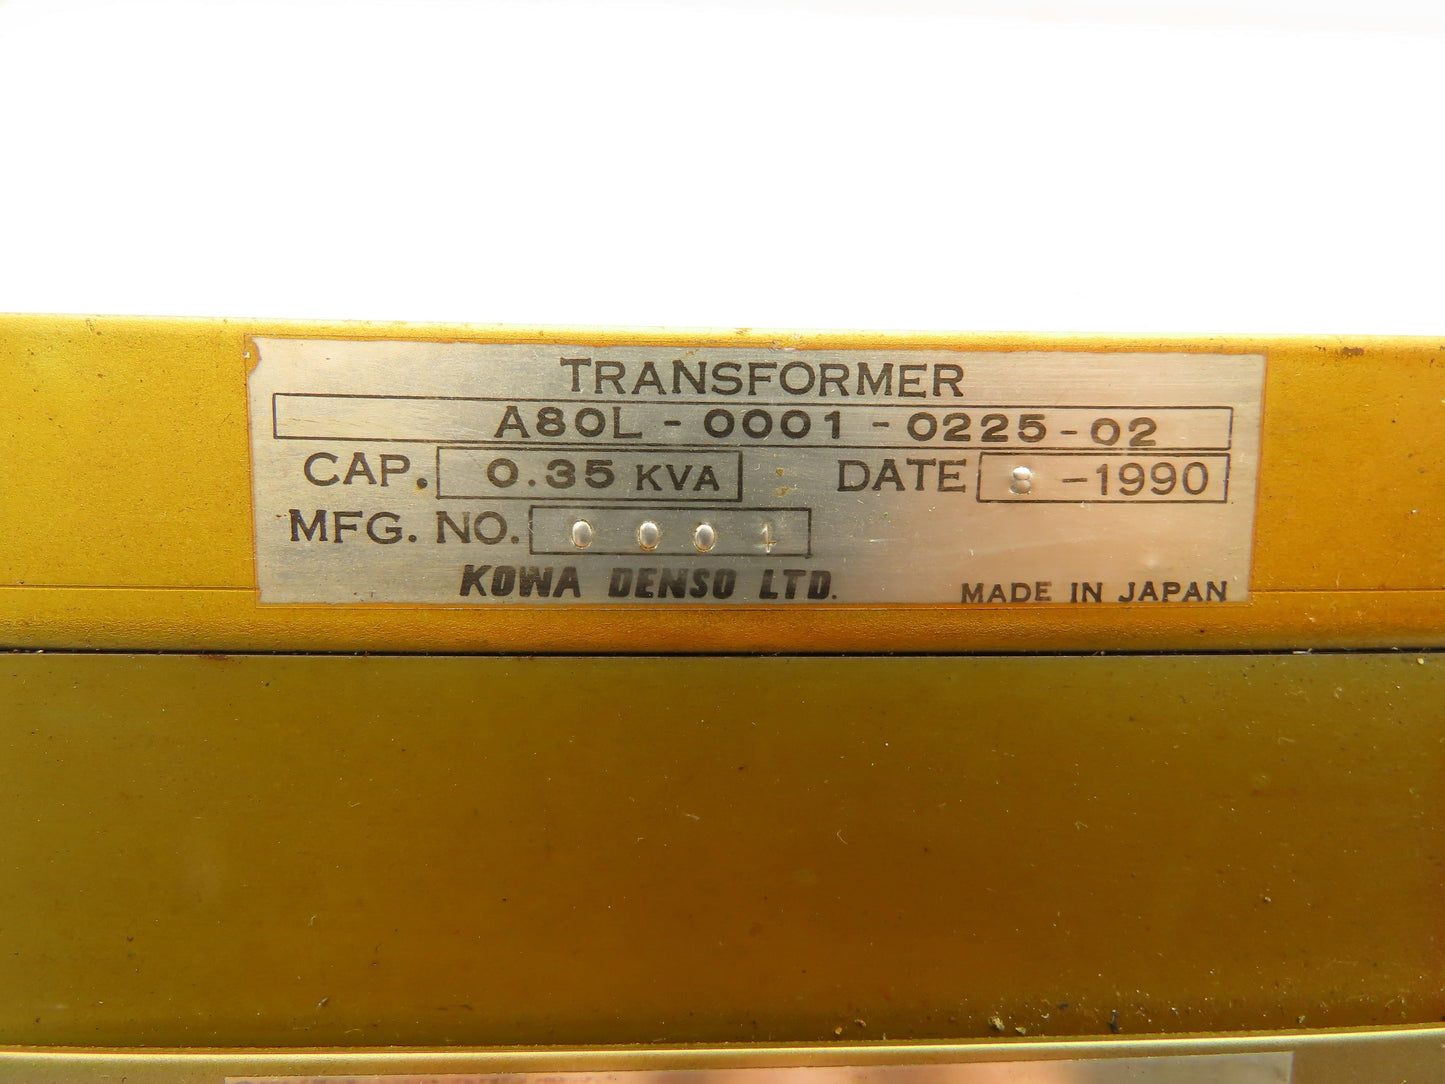 TRANSFORMER
A80L-0001-0225-02
CAP. 0.35 KVA DATE 8 -1990
MFG. NO. 0 0 0 1
KOWA DENSO LTD. MADE IN JAPAN